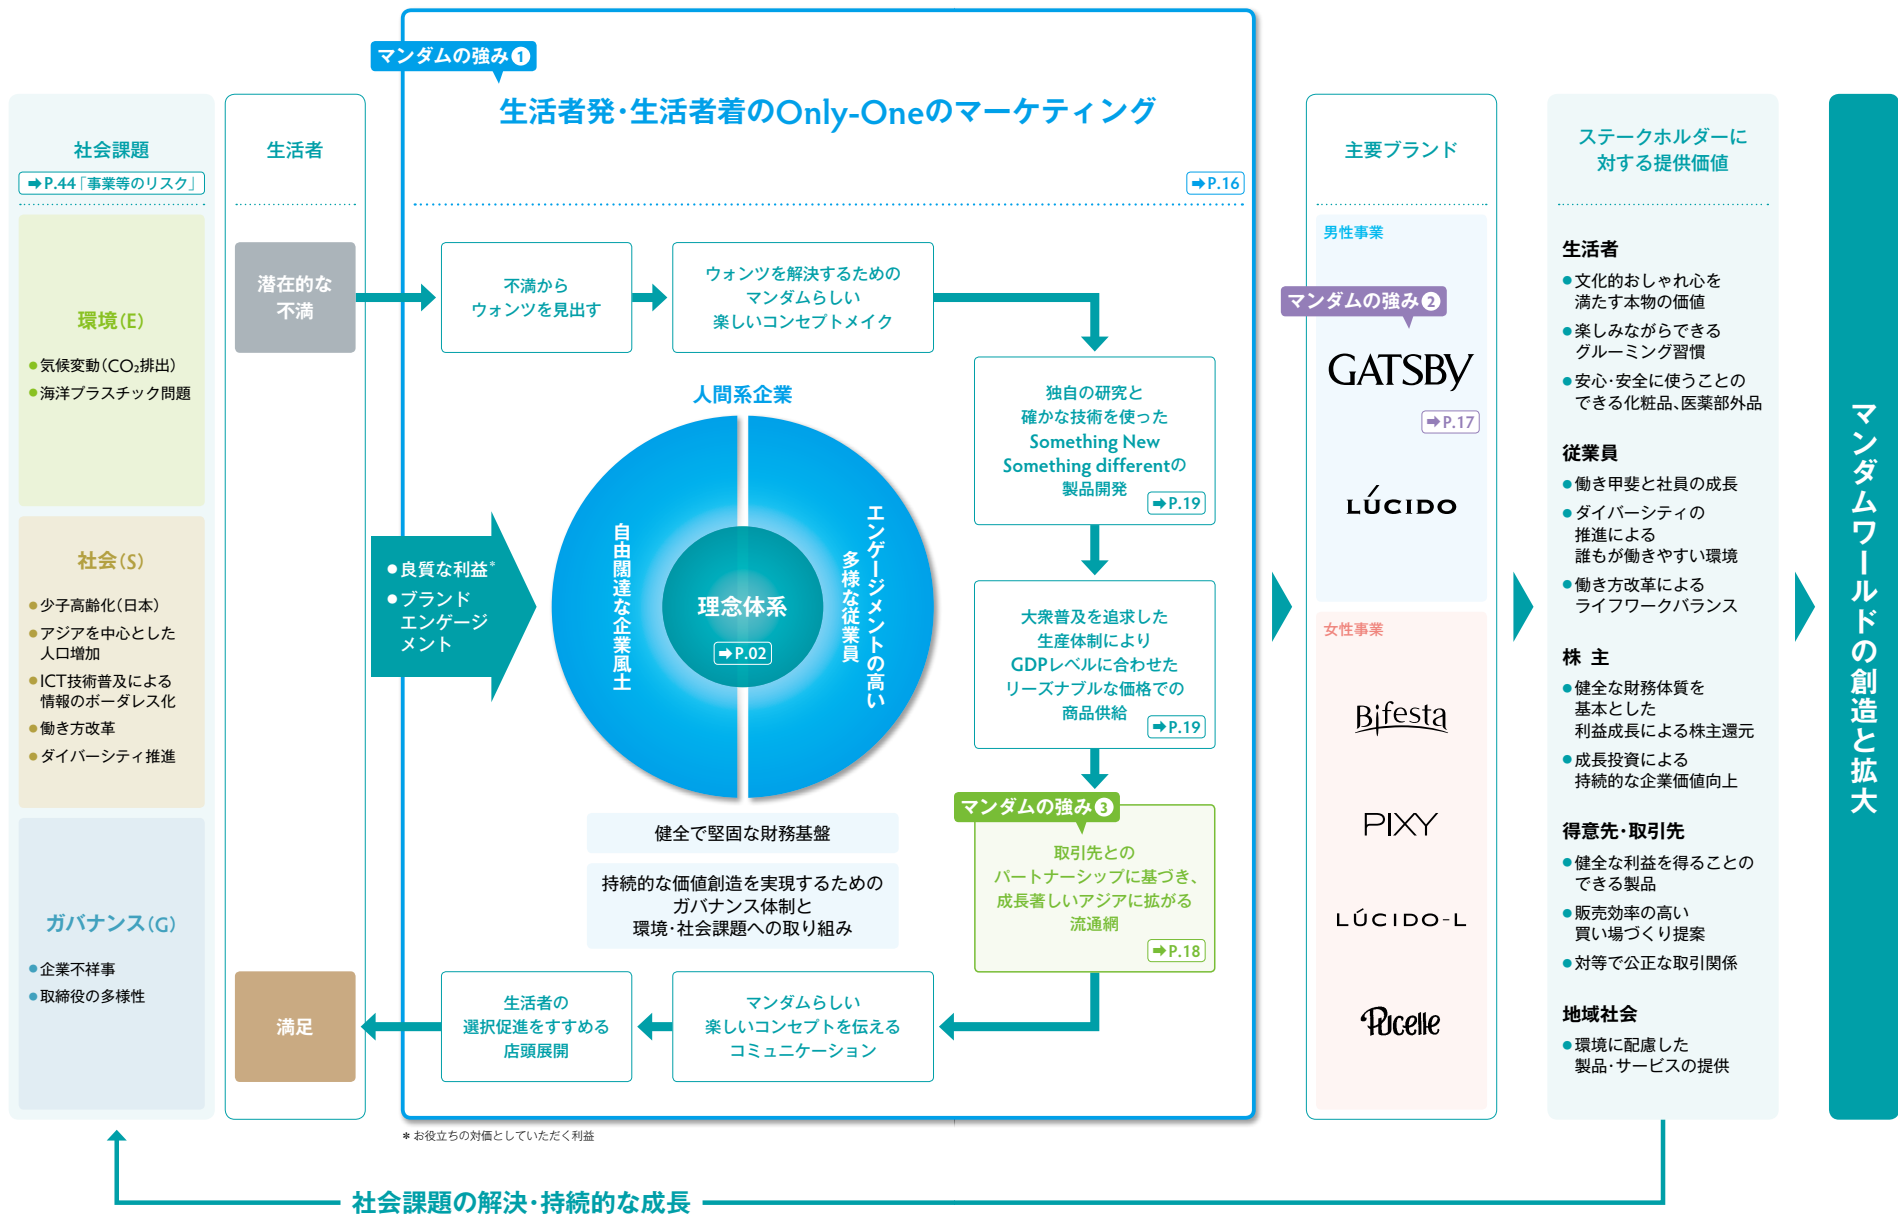 社会課題
➡P.44「事業等のリスク」
環境(E)
●気候変動(CO₂排出)
●海洋プラスチック問題
社会(S)
●少子高齢化(日本)
●アジアを中心とした
人口増加
●ICT技術普及による
情報のボーダレス化
●働き方改革
●ダイバーシティ推進
ガバナンス(G)
●企業不祥事
●取締役の多様性
生活者
潜在的な
不満
満足
マンダムの強み❶
生活者発・生活者着のOnly-Oneのマーケティング
➡P.16
不満から
ウォンツを見出す
ウォンツを解決するための
マンダムらしい
楽しいコンセプトメイク
独自の研究と
確かな技術を使った
Something New
Something differentの
製品開発
➡P.19
大衆普及を追求した
生産体制により
GDPレベルに合わせた
リーズナブルな価格での
商品供給
➡P.19
マンダムの強み❸
取引先との
パートナーシップに基づき、
成長著しいアジアに拡がる
流通網
➡P.18
マンダムらしい
楽しいコンセプトを伝える
コミュニケーション
生活者の
選択促進をすすめる
店頭展開
●良質な利益*
●ブランド
エンゲージ
メント
人間系企業
自由闊達な企業風土
理念体系
➡P.02
エンゲージメントの高い
多様な従業員
健全で堅固な財務基盤
持続的な価値創造を実現するための
ガバナンス体制と
環境・社会課題への取り組み
* お役立ちの対価としていただく利益
主要ブランド
男性事業
マンダムの強み❷
GATSBY
➡P.17
LÚCIDO
女性事業
Bifesta
PIXY
LÚCIDO-L
Pucelle
ステークホルダーに
対する提供価値
生活者
●文化的おしゃれ心を
満たす本物の価値
●楽しみながらできる
グルーミング習慣
●安心・安全に使うことの
できる化粧品、医薬部外品
従業員
●働き甲斐と社員の成長
●ダイバーシティの
推進による
誰もが働きやすい環境
●働き方改革による
ライフワークバランス
株 主
●健全な財務体質を
基本とした
利益成長による株主還元
●成長投資による
持続的な企業価値向上
得意先・取引先
●健全な利益を得ることの
できる製品
●販売効率の高い
買い場づくり提案
●対等で公正な取引関係
地域社会
●環境に配慮した
製品・サービスの提供
マンダムワールドの創造と拡大
社会課題の解決・持続的な成長